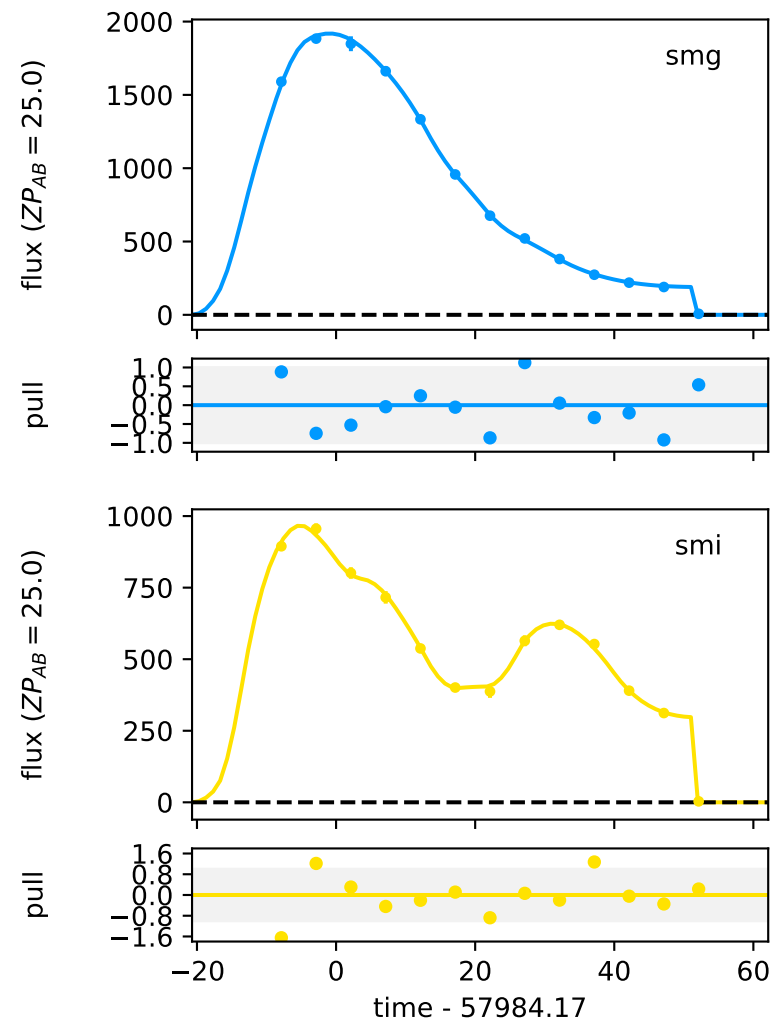 2000
1500
1000
500
0
flux (ZP_AB = 25.0)
smg
1.0
0.5
0.0
−0.5
−1.0
pull
1000
750
500
250
0
flux (ZP_AB = 25.0)
smi
1.6
0.8
0.0
−0.8
−1.6
pull
−20 0 20 40 60
time - 57984.17